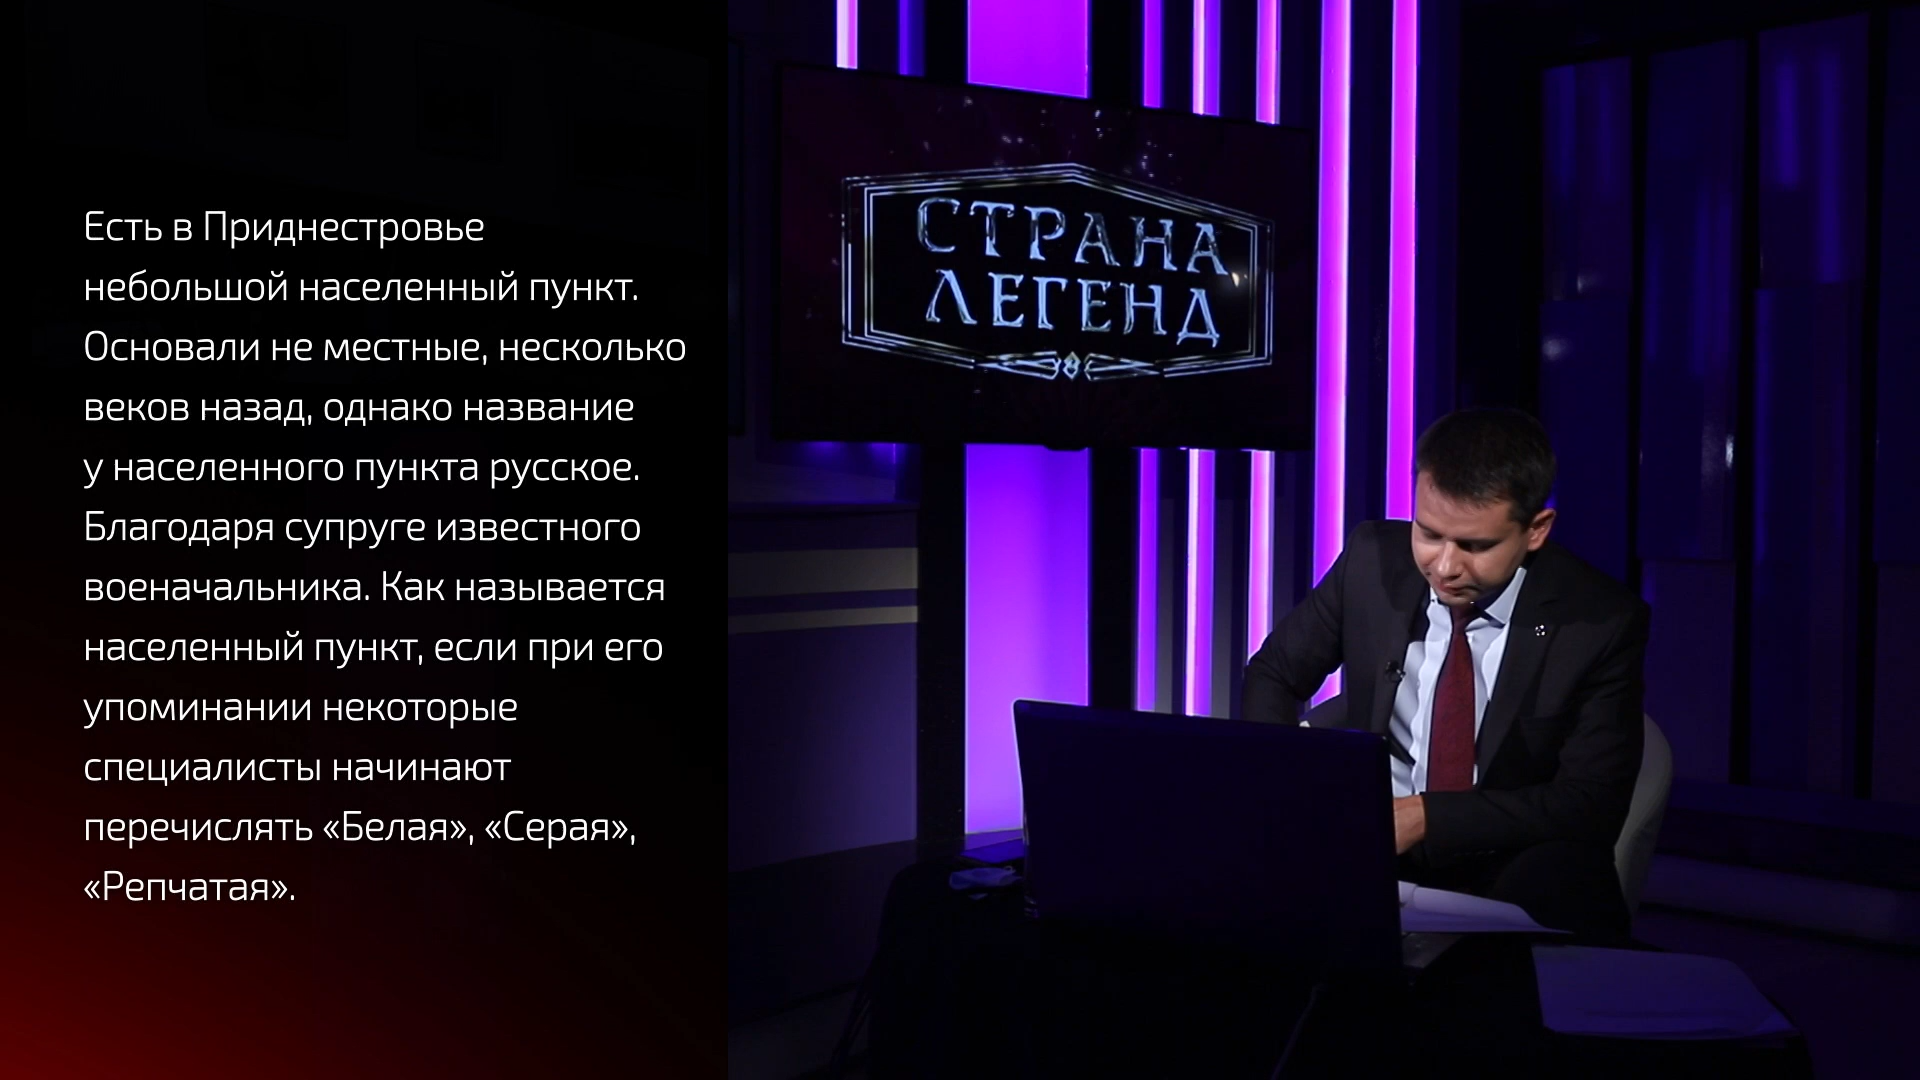 Есть в Приднестровье
небольшой населенный пункт.
Основали не местные, несколько
веков назад, однако название
у населенного пункта русское.
Благодаря супруге известного
военачальника. Как называется
населенный пункт, если при его
упоминании некоторые
специалисты начинают
перечислять «Белая», «Серая»,
«Репчатая».
СТРАНА
ЛЕГЕНД